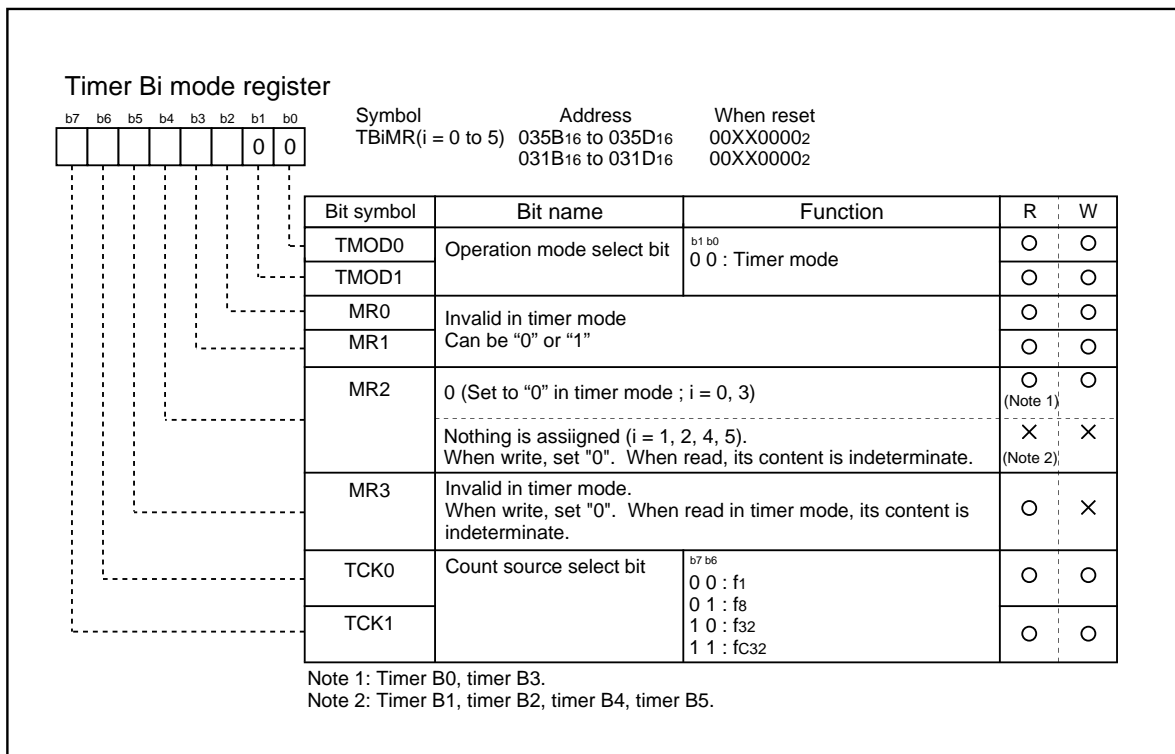 Timer Bi mode register
b7 b6 b5 b4 b3 b2 b1 b0
0 0
Symbol Address When reset
TBiMR(i = 0 to 5) 035B16 to 035D16 00XX00002
031B16 to 031D16 00XX00002
Bit symbol Bit name Function R W
TMOD0
TMOD1
Operation mode select bit
b1 b0
0 0 : Timer mode
MR0
MR1
Invalid in timer mode
Can be “0” or “1”
MR2
0 (Set to “0” in timer mode ; i = 0, 3)
(Note 1)
Nothing is assiigned (i = 1, 2, 4, 5).
When write, set "0". When read, its content is indeterminate.
(Note 2)
MR3
Invalid in timer mode.
When write, set "0". When read in timer mode, its content is
indeterminate.
TCK0
TCK1
Count source select bit
b7 b6
0 0 : f1
0 1 : f8
1 0 : f32
1 1 : fC32
Note 1: Timer B0, timer B3.
Note 2: Timer B1, timer B2, timer B4, timer B5.